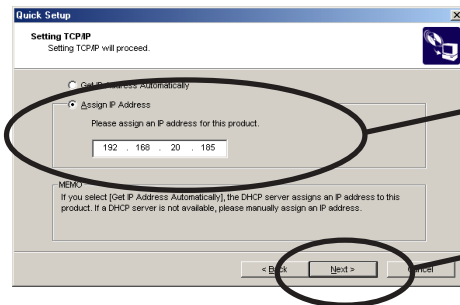 Quick Setup
Setting TCP/IP
Setting TCP/IP will proceed.
Get IP Address Automatically
Assign IP Address
Please assign an IP address for this product.
192 . 168 . 20 . 185
MEMO
If you select [Get IP Address Automatically], the DHCP server assigns an IP address to this
product. If a DHCP server is not available, please manually assign an IP address.
< Back
Next >
Cancel